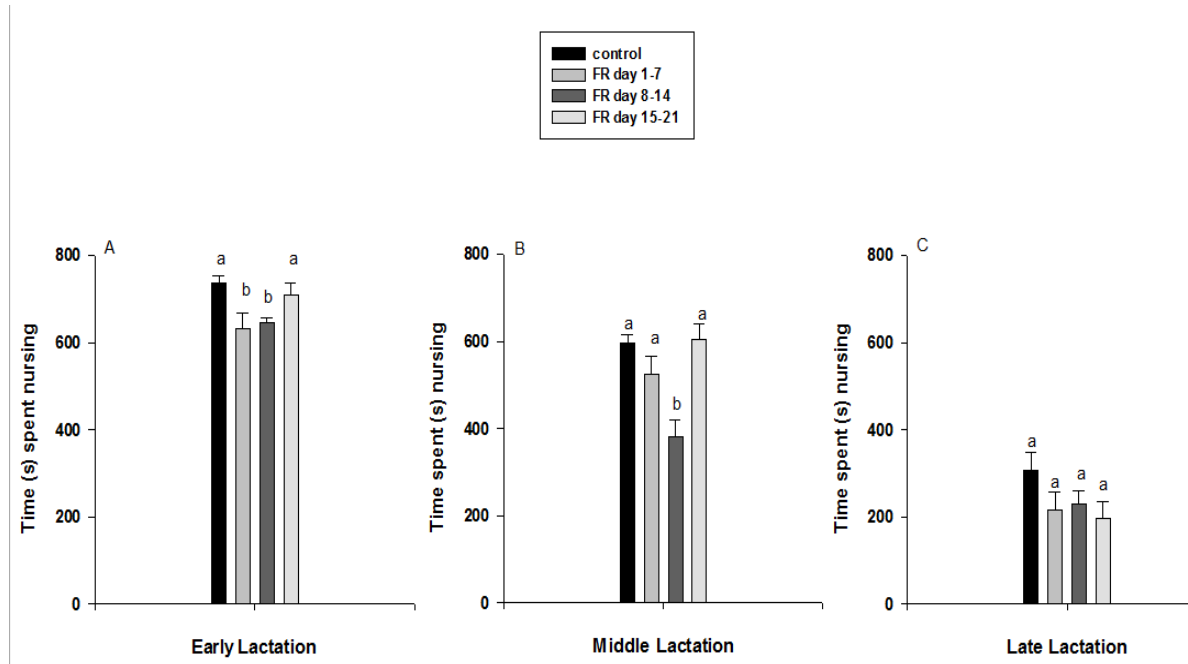 control
FR day 1-7
FR day 8-14
FR day 15-21
A
800
600
400
200
0
Time (s) spent nursing
a
b
b
a
Early Lactation
B
800
600
400
200
0
Time spent (s) nursing
a
a
b
a
Middle Lactation
C
800
600
400
200
0
Time spent (s) nursing
a
a
a
a
Late Lactation